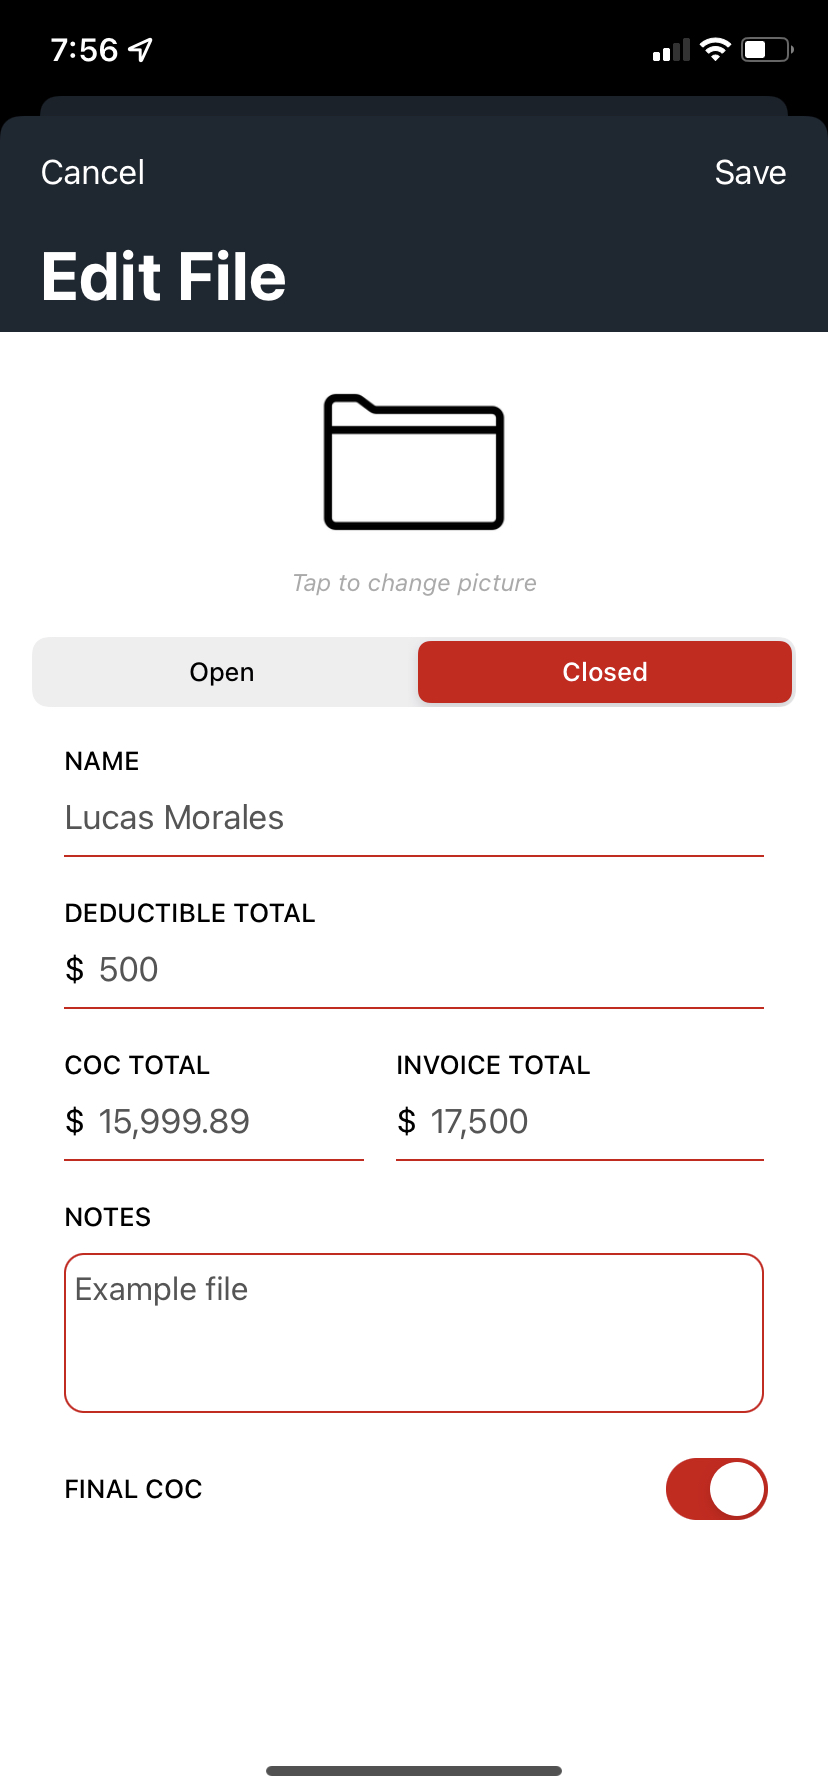 7:56
Cancel Save
Edit File
Tap to change picture
Open Closed
NAME
Lucas Morales
DEDUCTIBLE TOTAL
$ 500
COC TOTAL INVOICE TOTAL
$ 15,999.89 $ 17,500
NOTES
Example file
FINAL COC